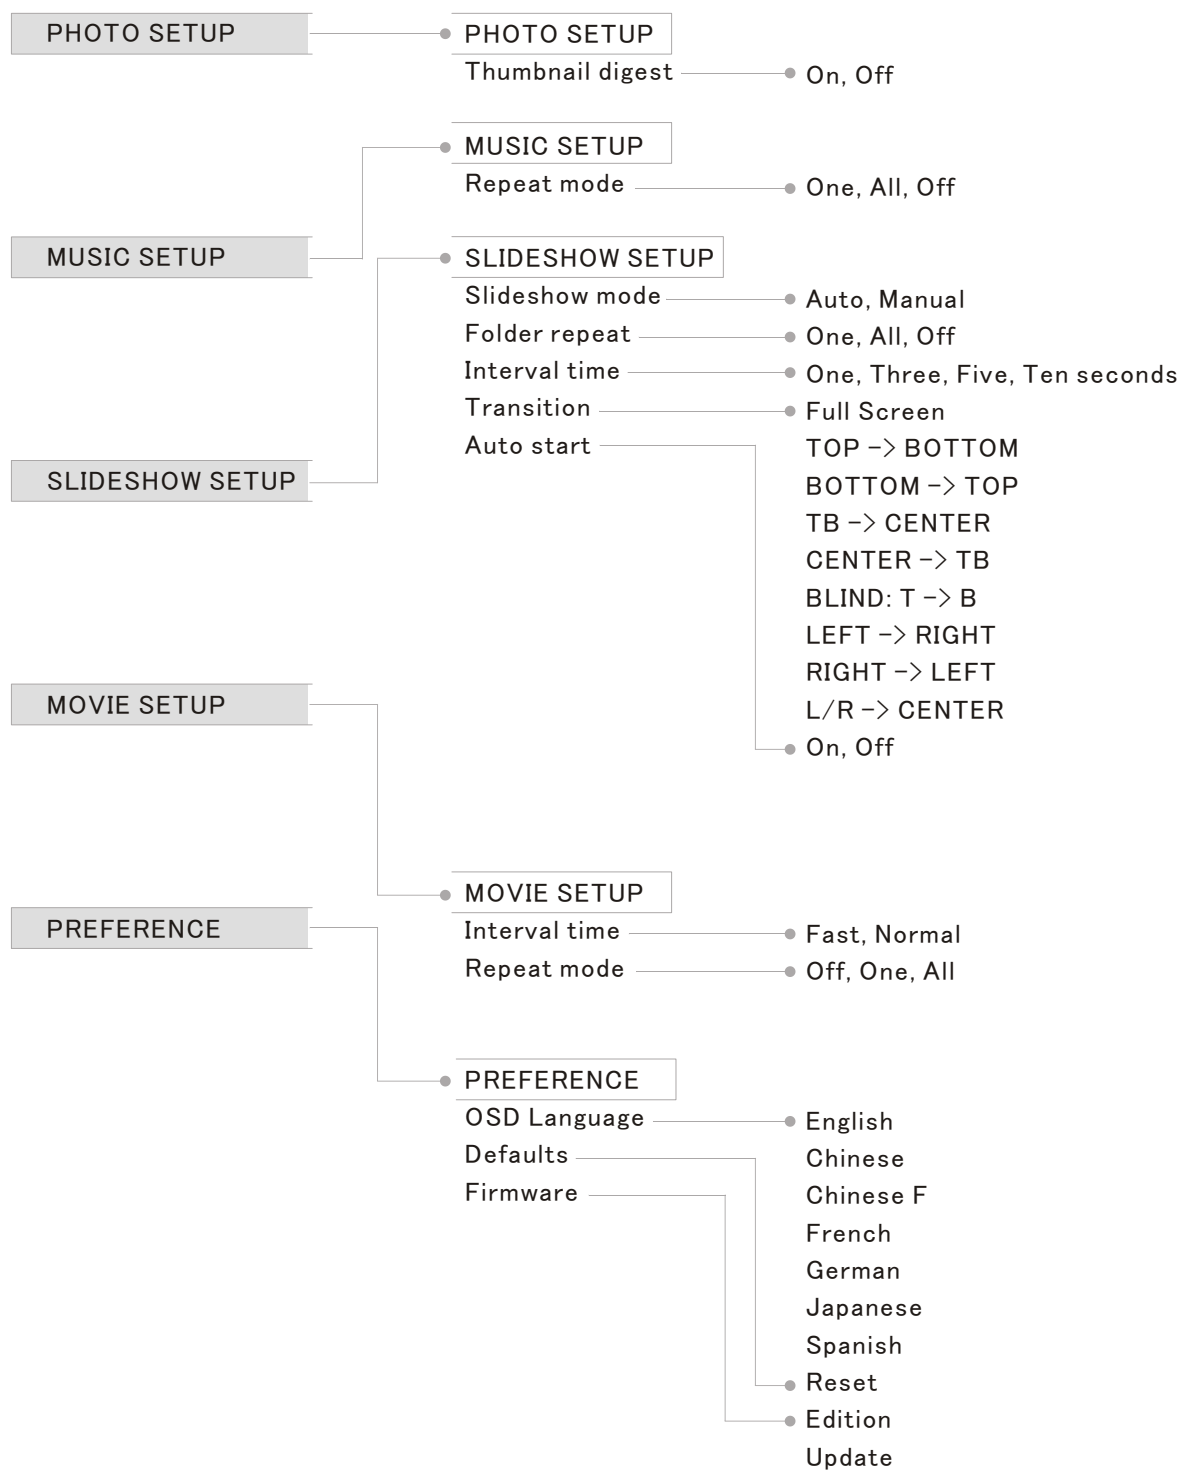 PHOTO SETUP
PHOTO SETUP
Thumbnail digest
On, Off
MUSIC SETUP
Repeat mode
One, All, Off
MUSIC SETUP
SLIDESHOW SETUP
Slideshow mode
Auto, Manual
Folder repeat
One, All, Off
Interval time
One, Three, Five, Ten seconds
Transition
Full Screen
Auto start
TOP -> BOTTOM
SLIDESHOW SETUP
BOTTOM -> TOP
TB -> CENTER
CENTER -> TB
BLIND: T -> B
LEFT -> RIGHT
RIGHT -> LEFT
MOVIE SETUP
L/R -> CENTER
On, Off
MOVIE SETUP
PREFERENCE
Interval time
Fast, Normal
Repeat mode
Off, One, All
PREFERENCE
OSD Language
English
Defaults
Chinese
Firmware
Chinese F
French
German
Japanese
Spanish
Reset
Edition
Update